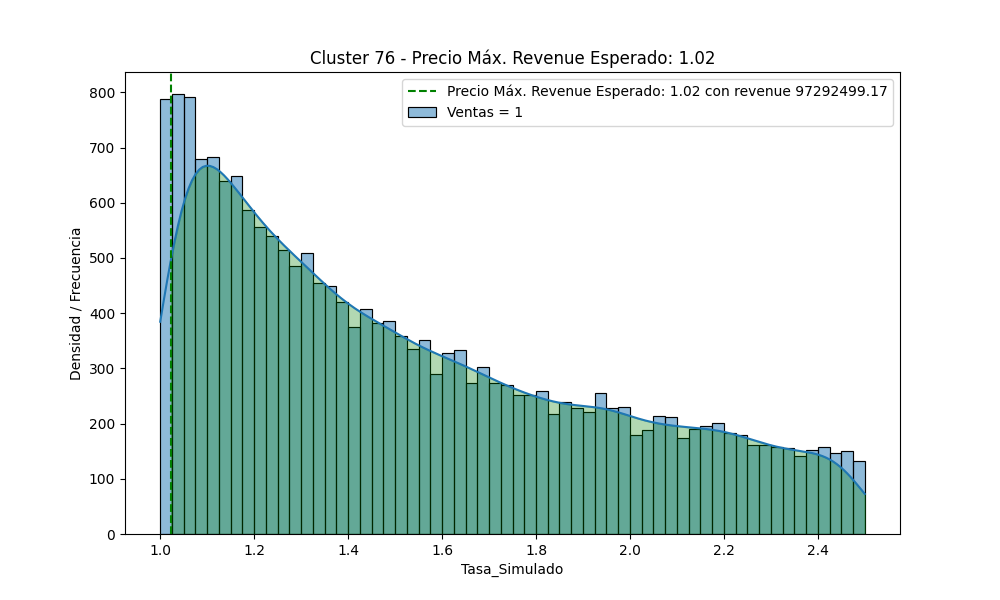 Cluster 76 - Precio Máx. Revenue Esperado: 1.02
Precio Máx. Revenue Esperado: 1.02 con revenue 97292499.17
Ventas = 1
Densidad / Frecuencia
800
700
600
500
400
300
200
100
0
1.0 1.2 1.4 1.6 1.8 2.0 2.2 2.4
Tasa_Simulado